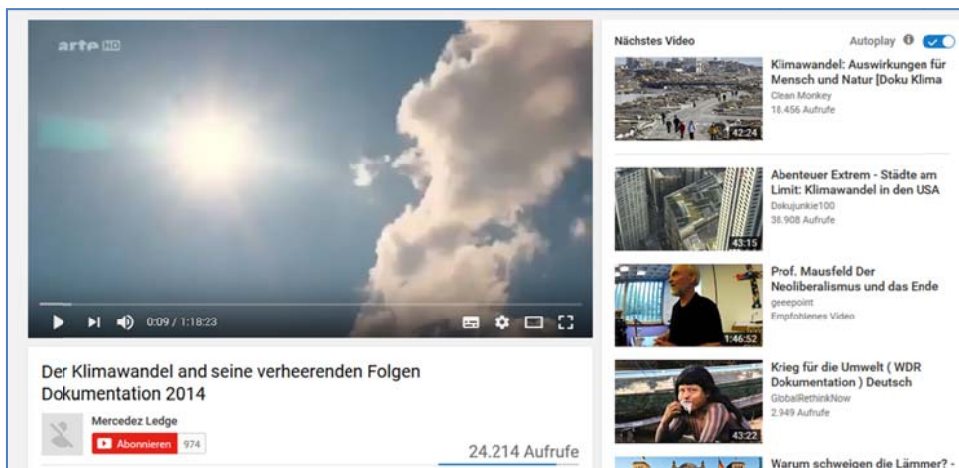 arte HD
0:09 / 1:18:23
Der Klimawandel and seine verheerenden Folgen
Dokumentation 2014
Mercedez Ledge
Abonnieren 974
24.214 Aufrufe
Nächstes Video Autoplay
42:24
Klimawandel: Auswirkungen für
Mensch und Natur [Doku Klima
Clean Monkey
18.456 Aufrufe
43:15
Abenteuer Extrem - Städte am
Limit: Klimawandel in den USA
Dokujunkie100
38.908 Aufrufe
1:46:52
Prof. Mausfeld Der
Neoliberalismus und das Ende
geeepoint
Empfohlenes Video
43:22
Krieg für die Umwelt ( WDR
Dokumentation ) Deutsch
GlobalRethinkNow
2.949 Aufrufe
Warum schweigen die Lämmer? -